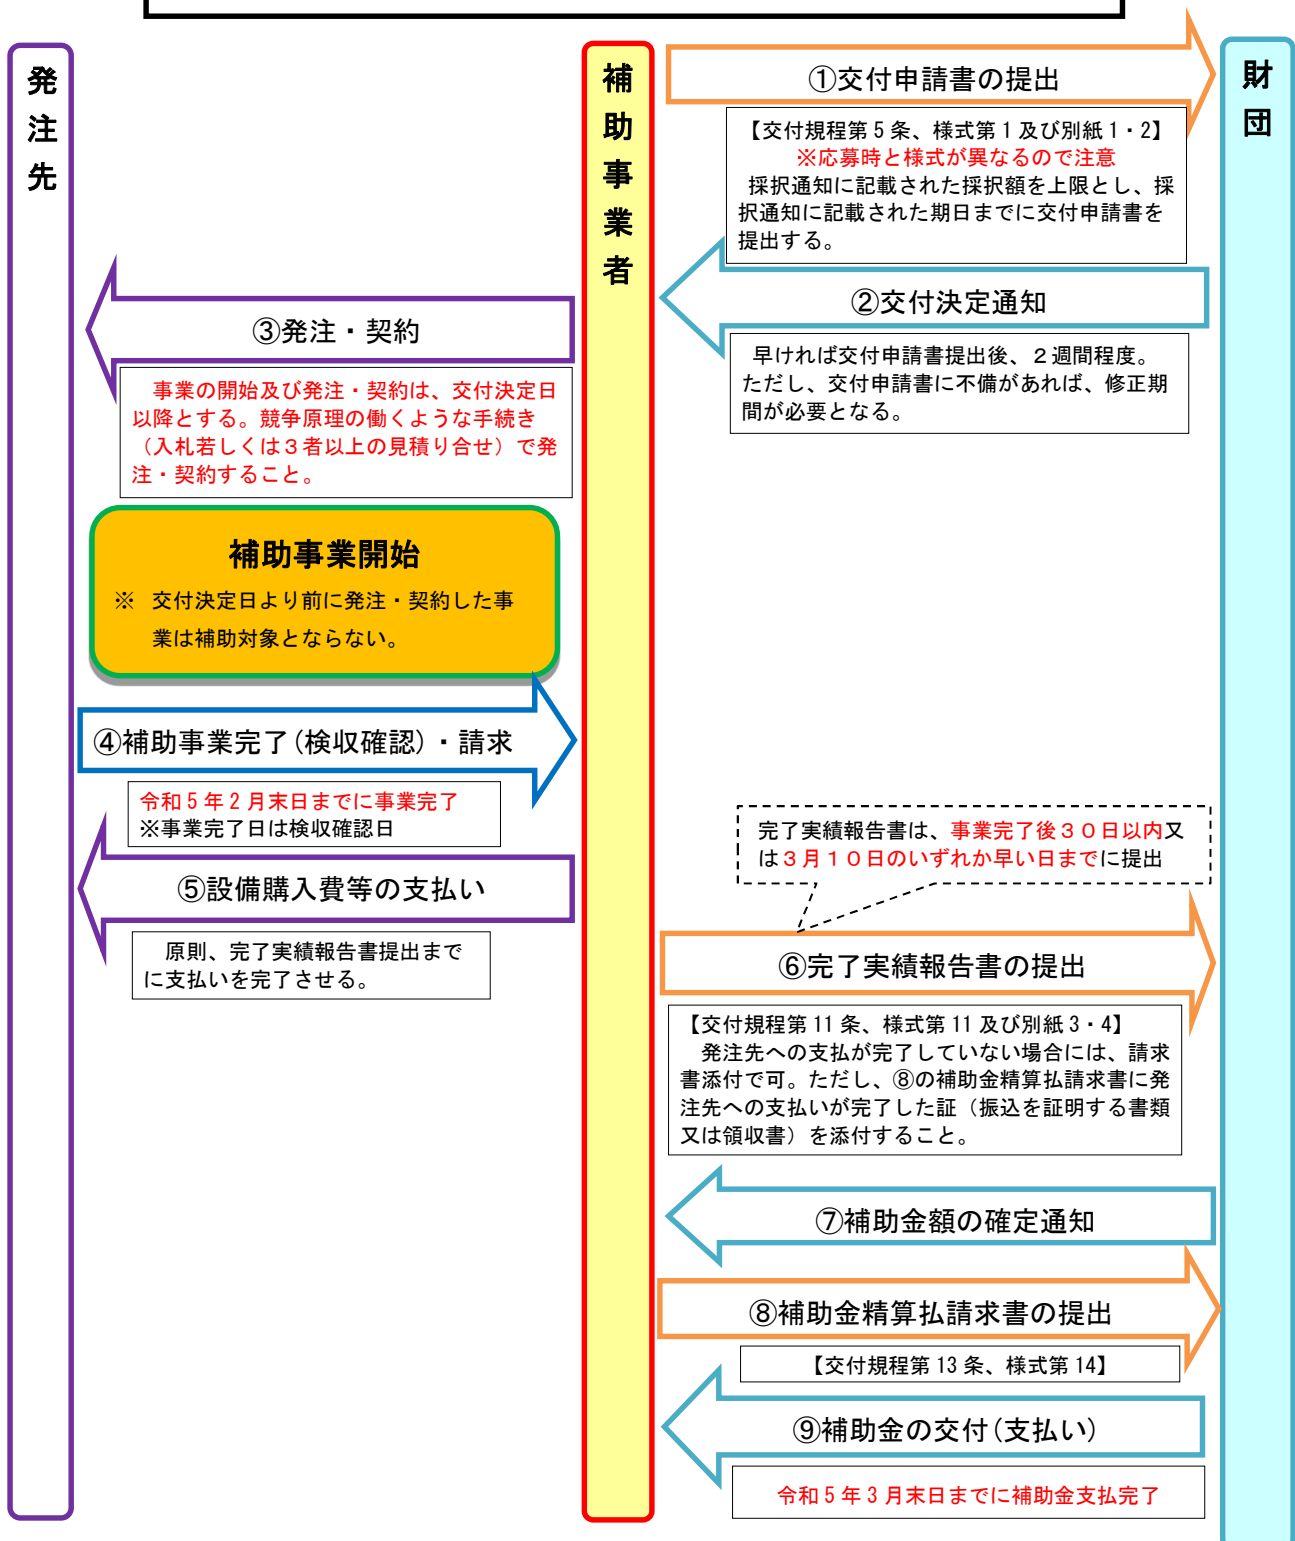 発注先
補助事業者
財団
①交付申請書の提出
【交付規程第5条、様式第1及び別紙1・2】
※応募時と様式が異なるので注意
採択通知に記載された採択額を上限とし、採
択通知に記載された期日までに交付申請書を
提出する。
②交付決定通知
早ければ交付申請書提出後、2週間程度。
ただし、交付申請書に不備があれば、修正期
間が必要となる。
③発注・契約
事業の開始及び発注・契約は、交付決定日
以降とする。競争原理の働くような手続き
（入札若しくは3者以上の見積り合せ）で発
注・契約すること。
補助事業開始
※ 交付決定日より前に発注・契約した事
業は補助対象とならない。
④補助事業完了(検収確認)・請求
令和5年2月末日までに事業完了
※事業完了日は検収確認日
⑤設備購入費等の支払い
原則、完了実績報告書提出まで
に支払いを完了させる。
完了実績報告書は、事業完了後３０日以内又
は３月１０日のいずれか早い日までに提出
⑥完了実績報告書の提出
【交付規程第11条、様式第11及び別紙3・4】
発注先への支払が完了していない場合には、請求
書添付で可。ただし、⑧の補助金精算払請求書に発
注先への支払いが完了した証（振込を証明する書類
又は領収書）を添付すること。
⑦補助金額の確定通知
⑧補助金精算払請求書の提出
【交付規程第13条、様式第14】
⑨補助金の交付(支払い)
令和5年3月末日までに補助金支払完了